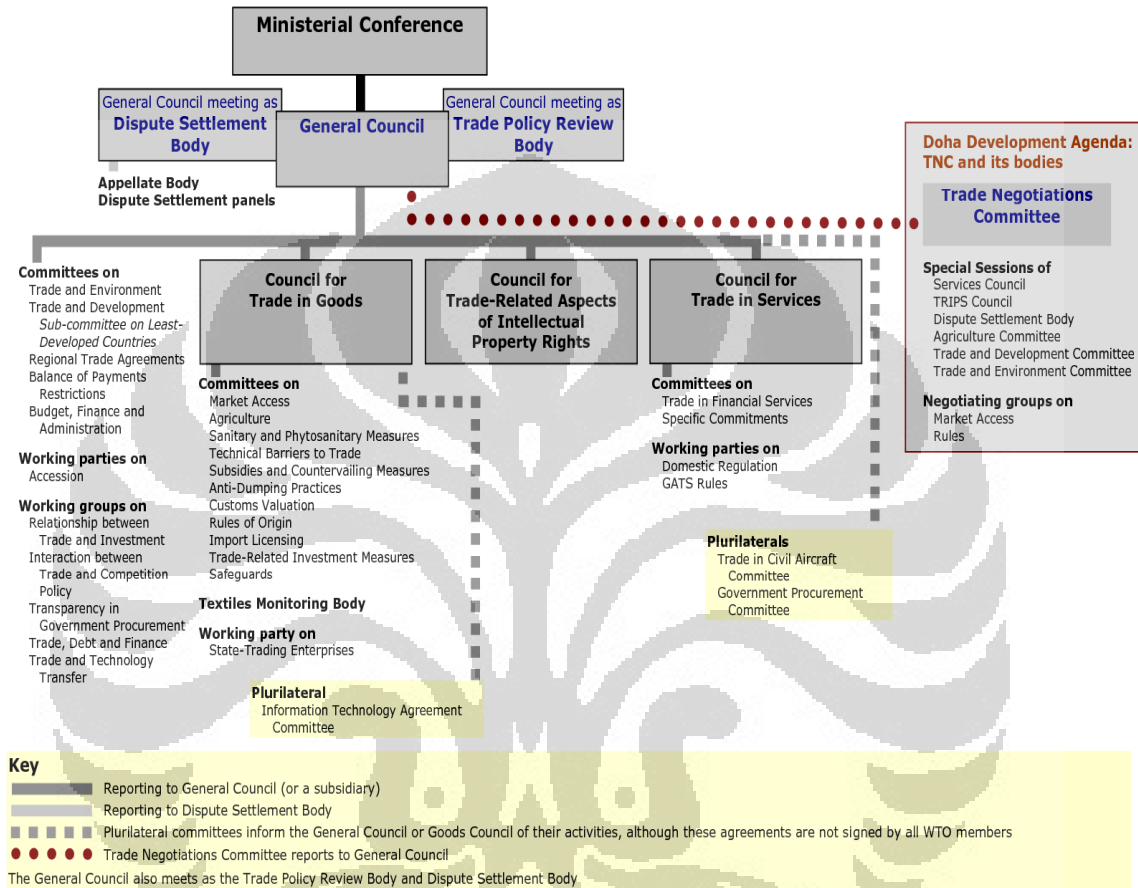 Ministerial Conference
General Council meeting as
Dispute Settlement
Body
General Council
General Council meeting as
Trade Policy Review
Body
Appellate Body
Dispute Settlement panels
Doha Development Agenda:
TNC and its bodies
Trade Negotiations
Committee
Special Sessions of
Services Council
TRIPS Council
Dispute Settlement Body
Agriculture Committee
Trade and Development Committee
Trade and Environment Committee
Negotiating groups on
Market Access
Rules
Committees on
Trade and Environment
Trade and Development
Sub-committee on Least-
Developed Countries
Regional Trade Agreements
Balance of Payments
Restrictions
Budget, Finance and
Administration
Working parties on
Accession
Working groups on
Relationship between
Trade and Investment
Interaction between
Trade and Competition
Policy
Transparency in
Government Procurement
Trade, Debt and Finance
Trade and Technology
Transfer
Council for
Trade in Goods
Committees on
Market Access
Agriculture
Sanitary and Phytosanitary Measures
Technical Barriers to Trade
Subsidies and Countervailing Measures
Anti-Dumping Practices
Customs Valuation
Rules of Origin
Import Licensing
Trade-Related Investment Measures
Safeguards
Textiles Monitoring Body
Working party on
State-Trading Enterprises
Plurilateral
Information Technology Agreement
Committee
Council for
Trade-Related Aspects
of Intellectual
Property Rights
Council for
Trade in Services
Committees on
Trade in Financial Services
Specific Commitments
Working parties on
Domestic Regulation
GATS Rules
Plurilaterals
Trade in Civil Aircraft
Committee
Government Procurement
Committee
Key
Reporting to General Council (or a subsidiary)
Reporting to Dispute Settlement Body
Plurilateral committees inform the General Council or Goods Council of their activities, although these agreements are not signed by all WTO members
Trade Negotiations Committee reports to General Council
The General Council also meets as the Trade Policy Review Body and Dispute Settlement Body